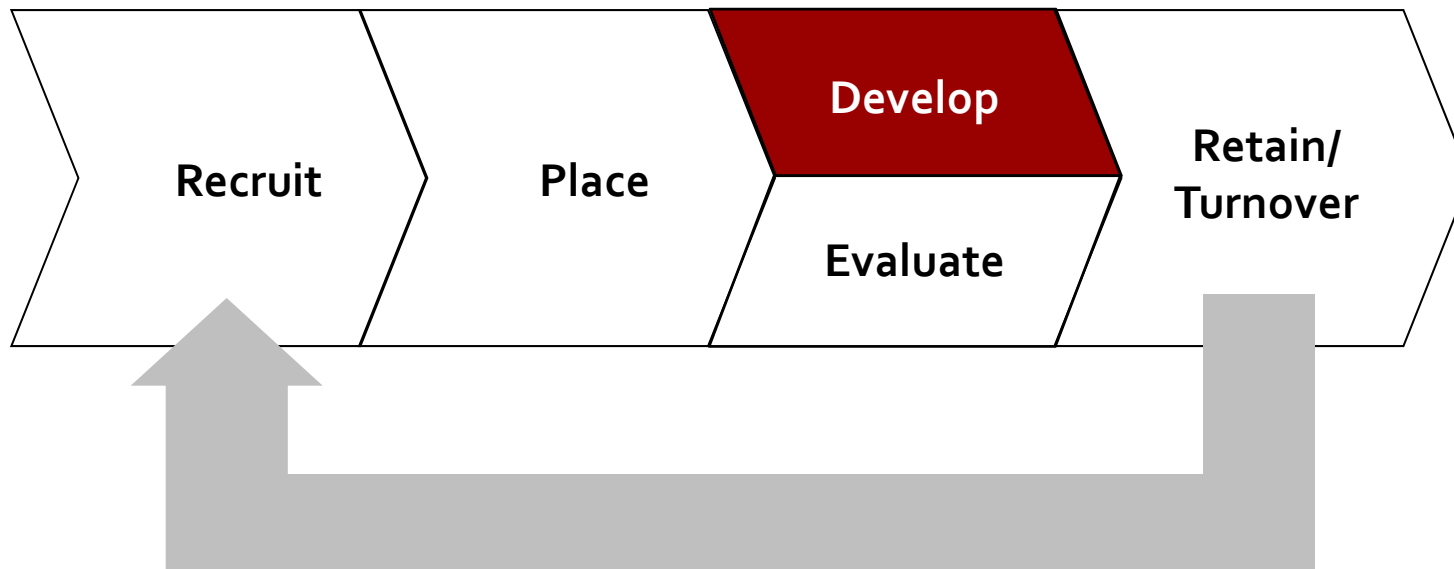 Recruit
Place
Develop
Evaluate
Retain/
Turnover